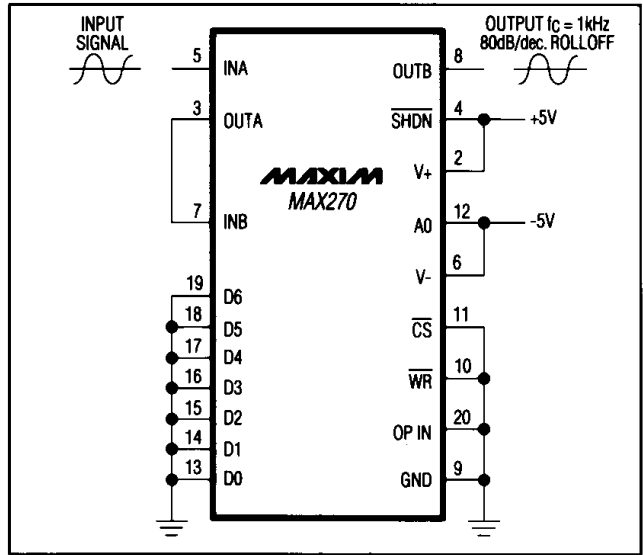 INPUT
SIGNAL
OUTPUT fC = 1kHz
80dB/dec. ROLLOFF
5 INA
3 OUTA
7 INB
19 D6
18 D5
17 D4
16 D3
15 D2
14 D1
13 D0
MAXIM
MAX270
OUTB 8
SHDN 4 +5V
V+ 2
A0 12 -5V
V- 6
CS 11
WR 10
OP IN 20
GND 9